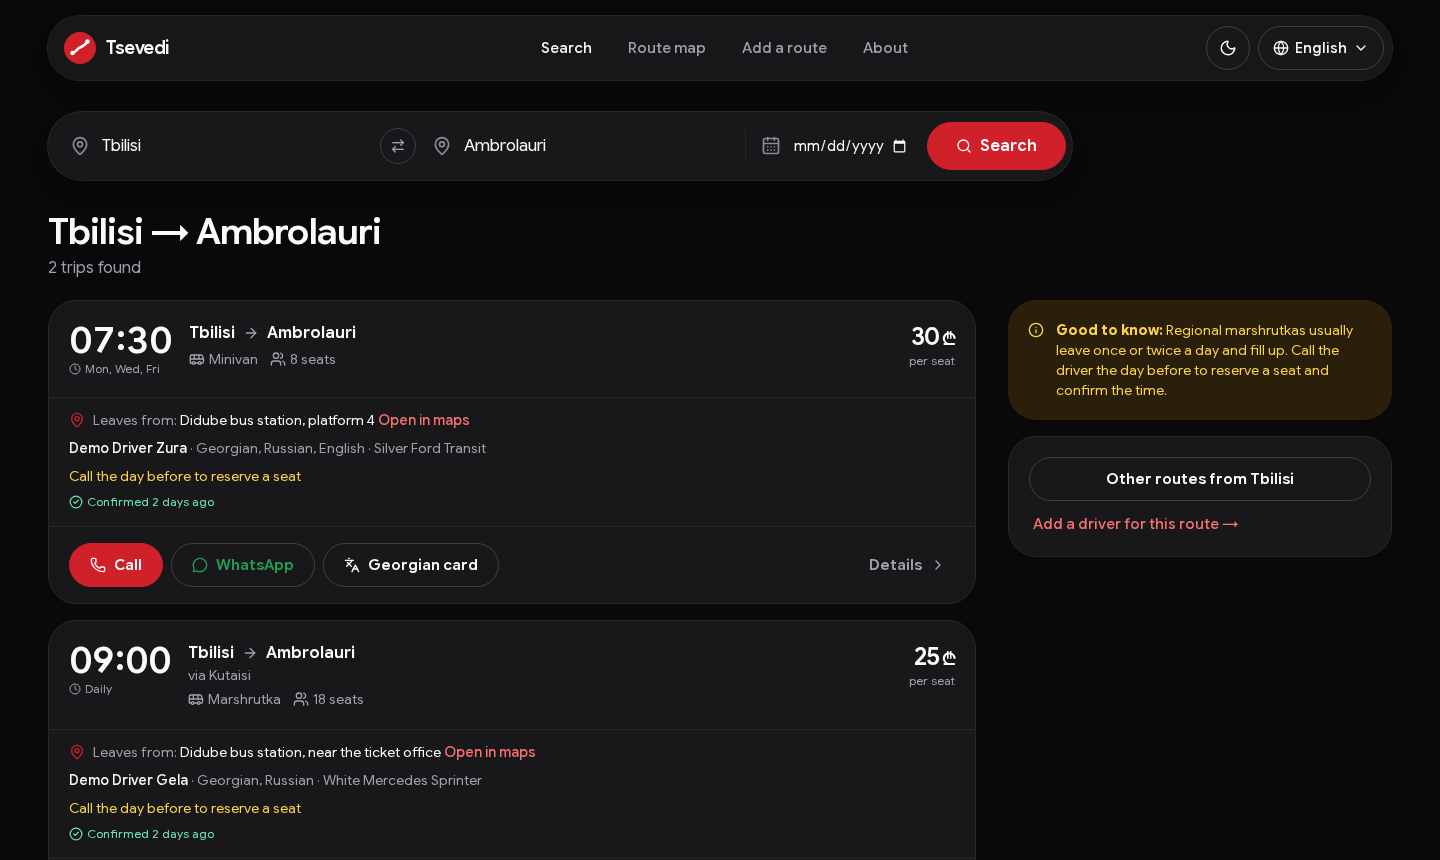 Tsevedi
Search
Route map
Add a route
About
English
Tbilisi
Ambrolauri
mm/dd/yyyy
Search
Tbilisi → Ambrolauri
2 trips found
07:30
Mon, Wed, Fri
Tbilisi → Ambrolauri
Minivan 8 seats
30 ₾
per seat
Leaves from: Didube bus station, platform 4 Open in maps
Demo Driver Zura · Georgian, Russian, English · Silver Ford Transit
Call the day before to reserve a seat
Confirmed 2 days ago
Call
WhatsApp
Georgian card
Details
Good to know: Regional marshrutkas usually
leave once or twice a day and fill up. Call the
driver the day before to reserve a seat and
confirm the time.
Other routes from Tbilisi
Add a driver for this route →
09:00
Daily
Tbilisi → Ambrolauri
via Kutaisi
Marshrutka 18 seats
25 ₾
per seat
Leaves from: Didube bus station, near the ticket office Open in maps
Demo Driver Gela · Georgian, Russian · White Mercedes Sprinter
Call the day before to reserve a seat
Confirmed 2 days ago